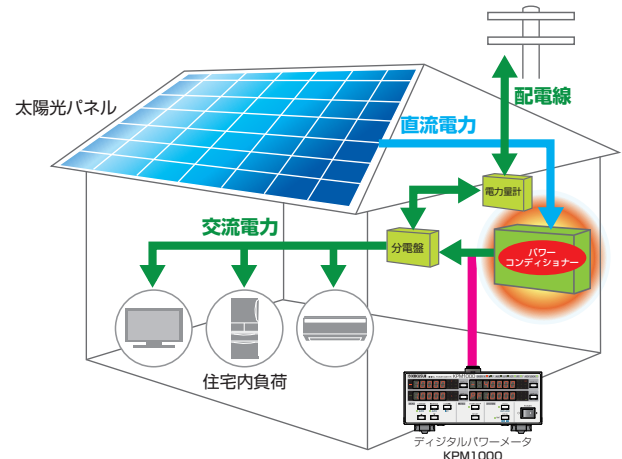 配電線
太陽光パネル
直流電力
電力量計
交流電力
分電盤
パワー
コンディショナー
住宅内負荷
KIKUSUI
KPM1000
ディジタルパワーメータ
KPM1000